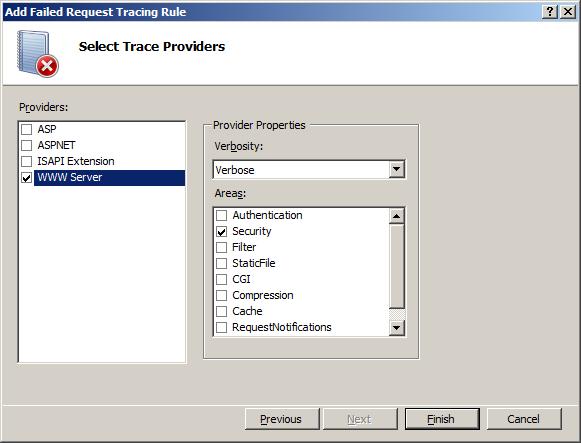 Add Failed Request Tracing Rule
Select Trace Providers
Providers:
ASP
ASPNET
ISAPI Extension
WWW Server
Provider Properties
Verbosity:
Verbose
Areas:
Authentication
Security
Filter
StaticFile
CGI
Compression
Cache
RequestNotifications
Previous
Next
Finish
Cancel